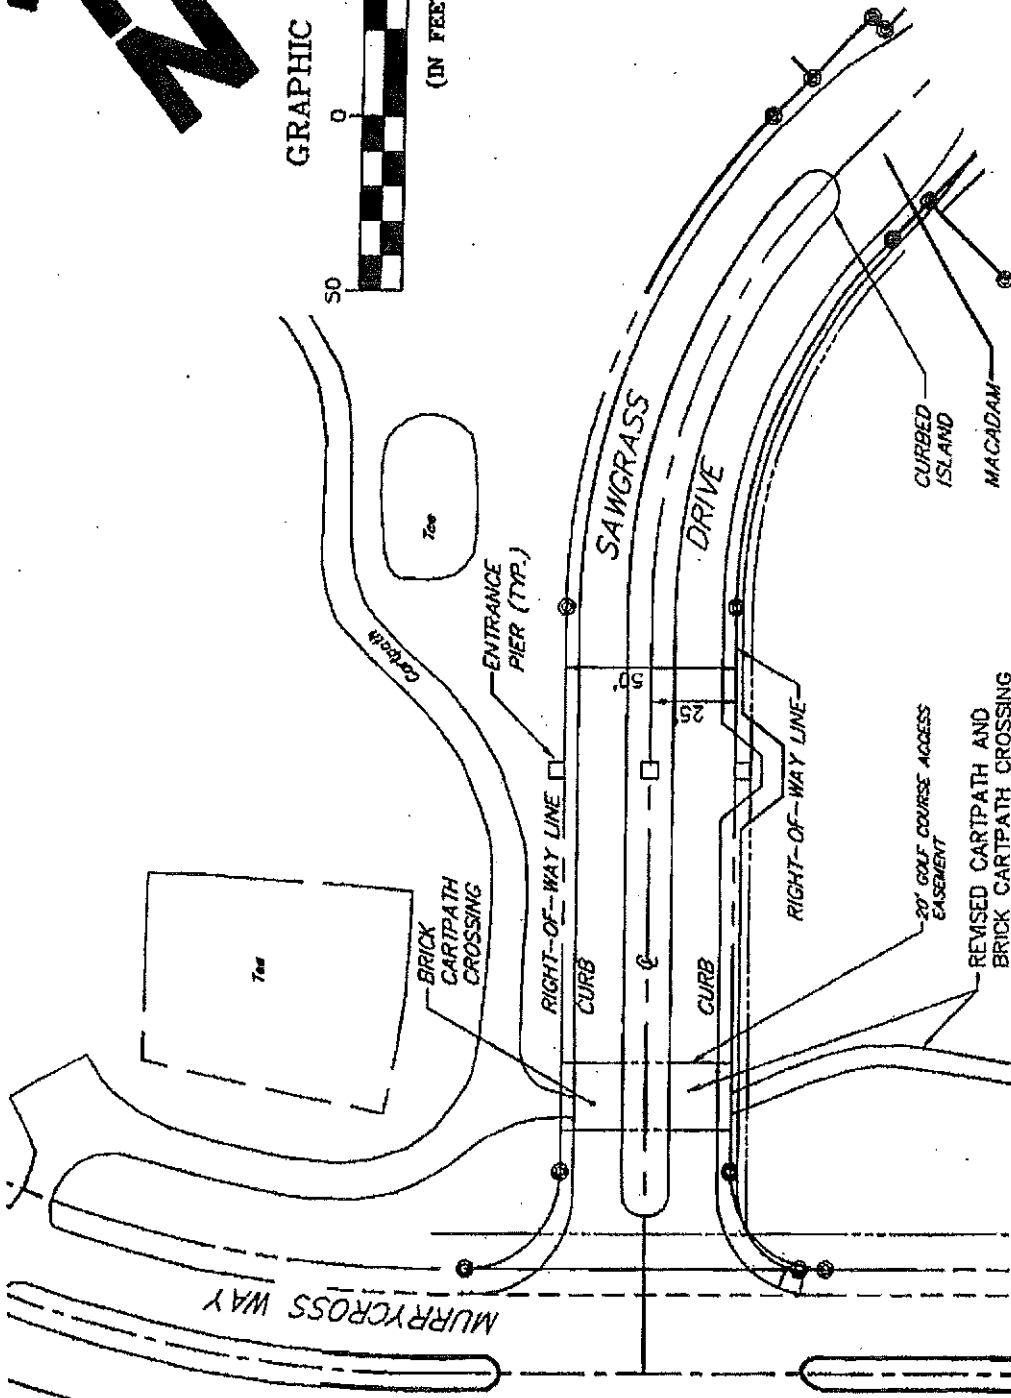 GRAPHIC
50
0
(IN FEE
Tee
Tee
Cartpath
ENTRANCE
PIER (TYP.)
SAWGRASS
DRIVE
CURBED
ISLAND
MACADAM
BRICK
CARTPATH
CROSSING
RIGHT-OF-WAY LINE
CURB
50'
25'
℄
CURB
RIGHT-OF-WAY LINE
20' GOLF COURSE ACCESS
EASEMENT
REVISED CARTPATH AND
BRICK CARTPATH CROSSING
MURRYCROSS WAY